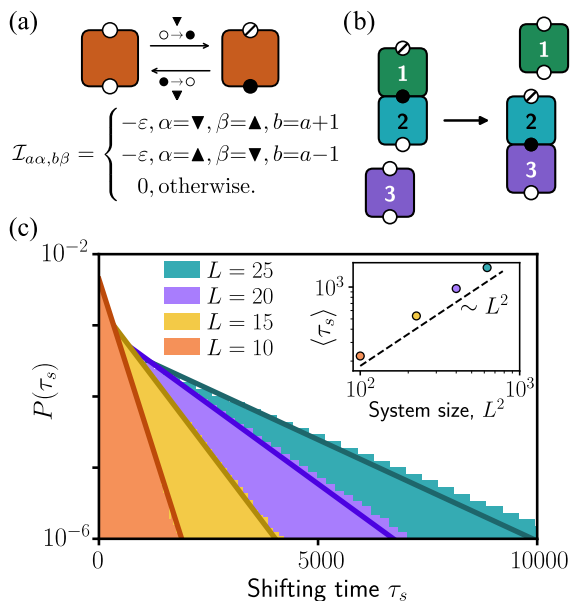 (a)
▼
○→●
●→○
▼
I_{aα,bβ} = { −ε, α=▼, β=▲, b=a+1
−ε, α=▲, β=▼, b=a−1
0, otherwise.
(b)
1
2
3
1
2
3
(c)
10^{-2}
10^{-6}
P(τ_s)
L = 25
L = 20
L = 15
L = 10
⟨τ_s⟩
10^3
∼ L^2
10^2
10^3
System size, L^2
0
5000
10000
Shifting time τ_s